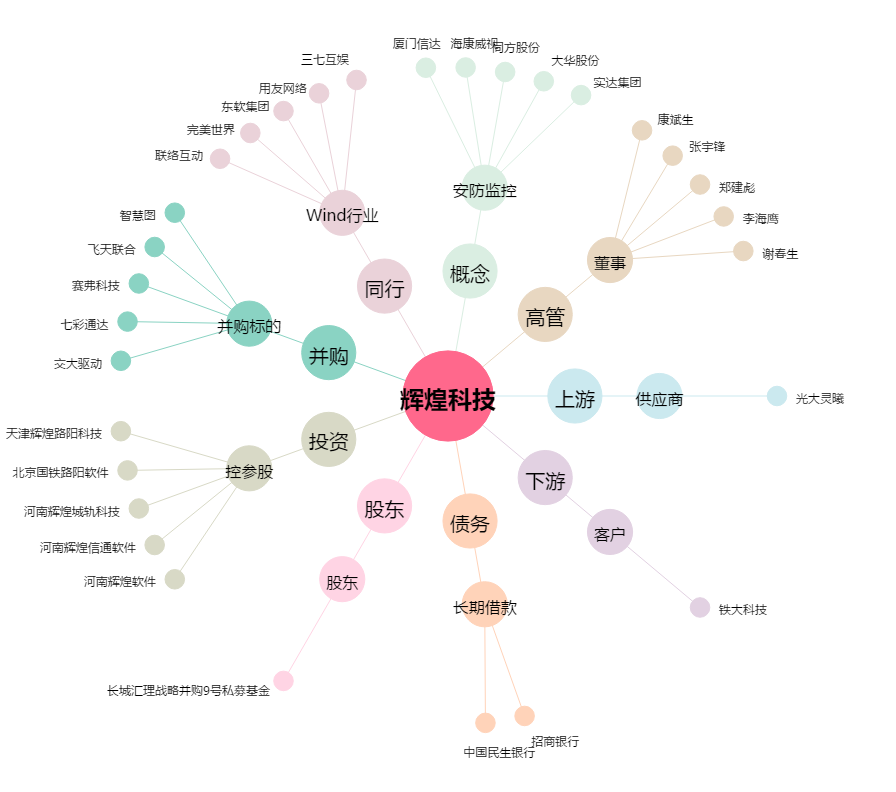 厦门信达
海康威视
同方股份
大华股份
实达集团
三七互娱
用友网络
东软集团
完美世界
联络互动
康斌生
张宇锋
郑建彪
李海鹰
谢春生
安防监控
Wind行业
智慧图
飞天联合
赛弗科技
七彩通达
交大驱动
概念
董事
同行
高管
并购标的
并购
辉煌科技
上游
供应商
光大灵曦
天津辉煌路阳科技
北京国铁路阳软件
河南辉煌城轨科技
河南辉煌信通软件
河南辉煌软件
投资
控参股
下游
股东
债务
客户
股东
长期借款
铁大科技
长城汇理战略并购9号私募基金
招商银行
中国民生银行